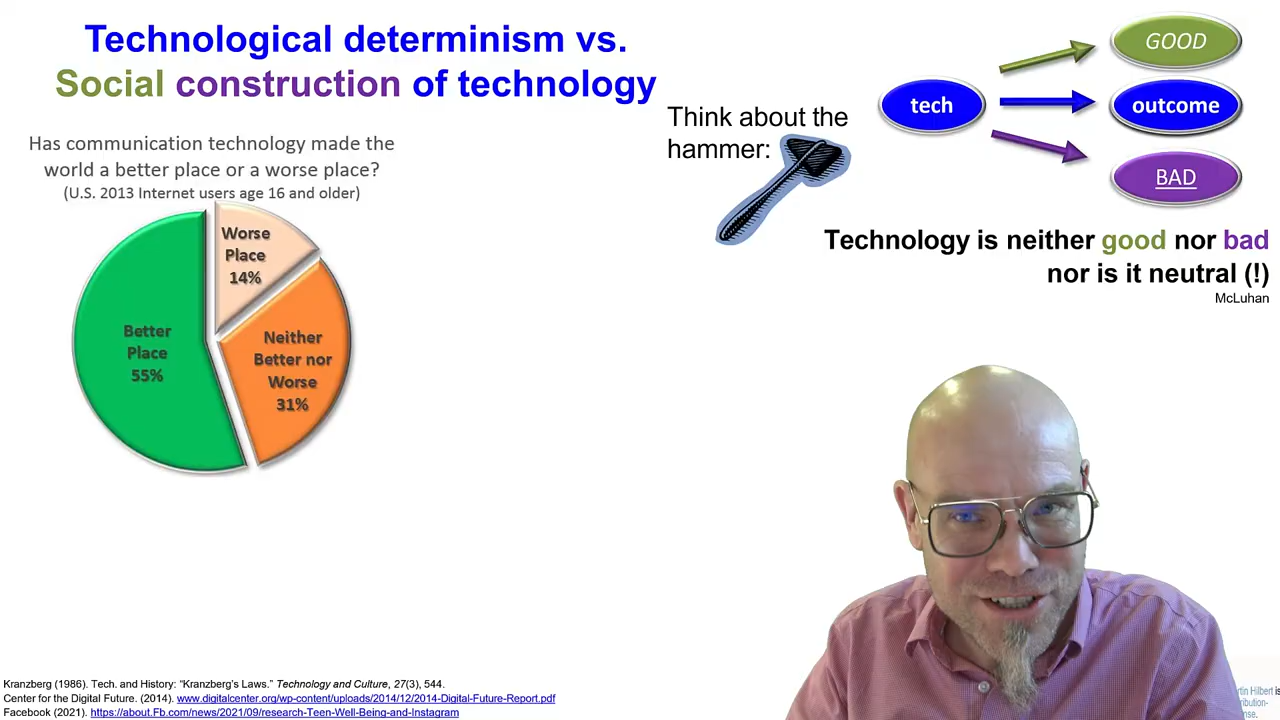 Technological determinism vs.
Social construction of technology
Has communication technology made the
world a better place or a worse place?
(U.S. 2013 Internet users age 16 and older)
Worse
Place
14%
Better
Place
55%
Neither
Better nor
Worse
31%
Think about the
hammer:
tech
GOOD
outcome
BAD
Technology is neither good nor bad
nor is it neutral (!)
McLuhan
Kranzberg (1986). Tech. and History: “Kranzberg’s Laws.” Technology and Culture, 27(3), 544.
Center for the Digital Future. (2014). www.digitalcenter.org/wp-content/uploads/2014/12/2014-Digital-Future-Report.pdf
Facebook (2021). https://about.Fb.com/news/2021/09/research-Teen-Well-Being-and-Instagram
Hilbert is